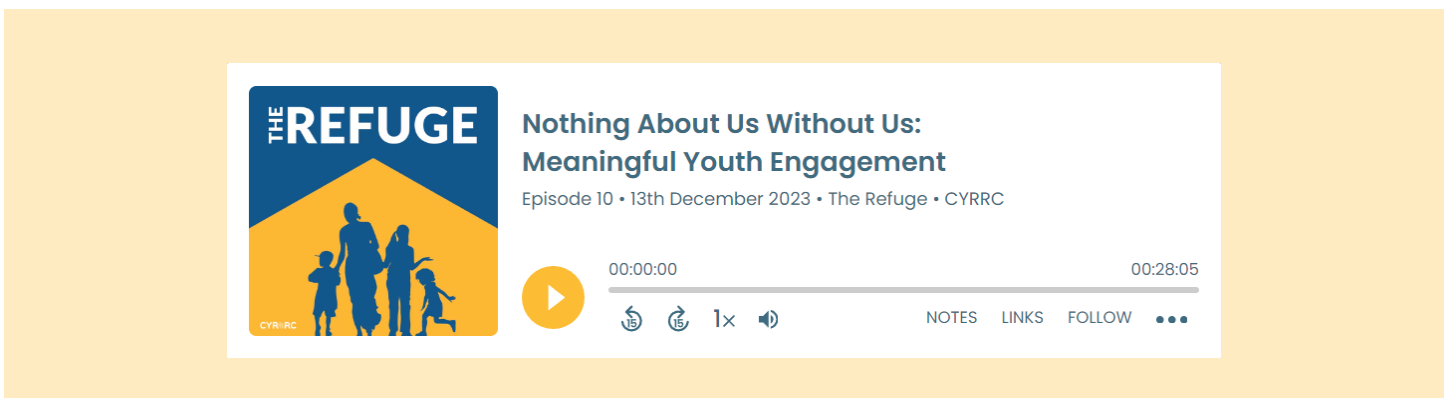 THE REFUGE
CYRRC
Nothing About Us Without Us:
Meaningful Youth Engagement
Episode 10 • 13th December 2023 • The Refuge • CYRRC
00:00:00
00:28:05
15
15
1×
NOTES
LINKS
FOLLOW